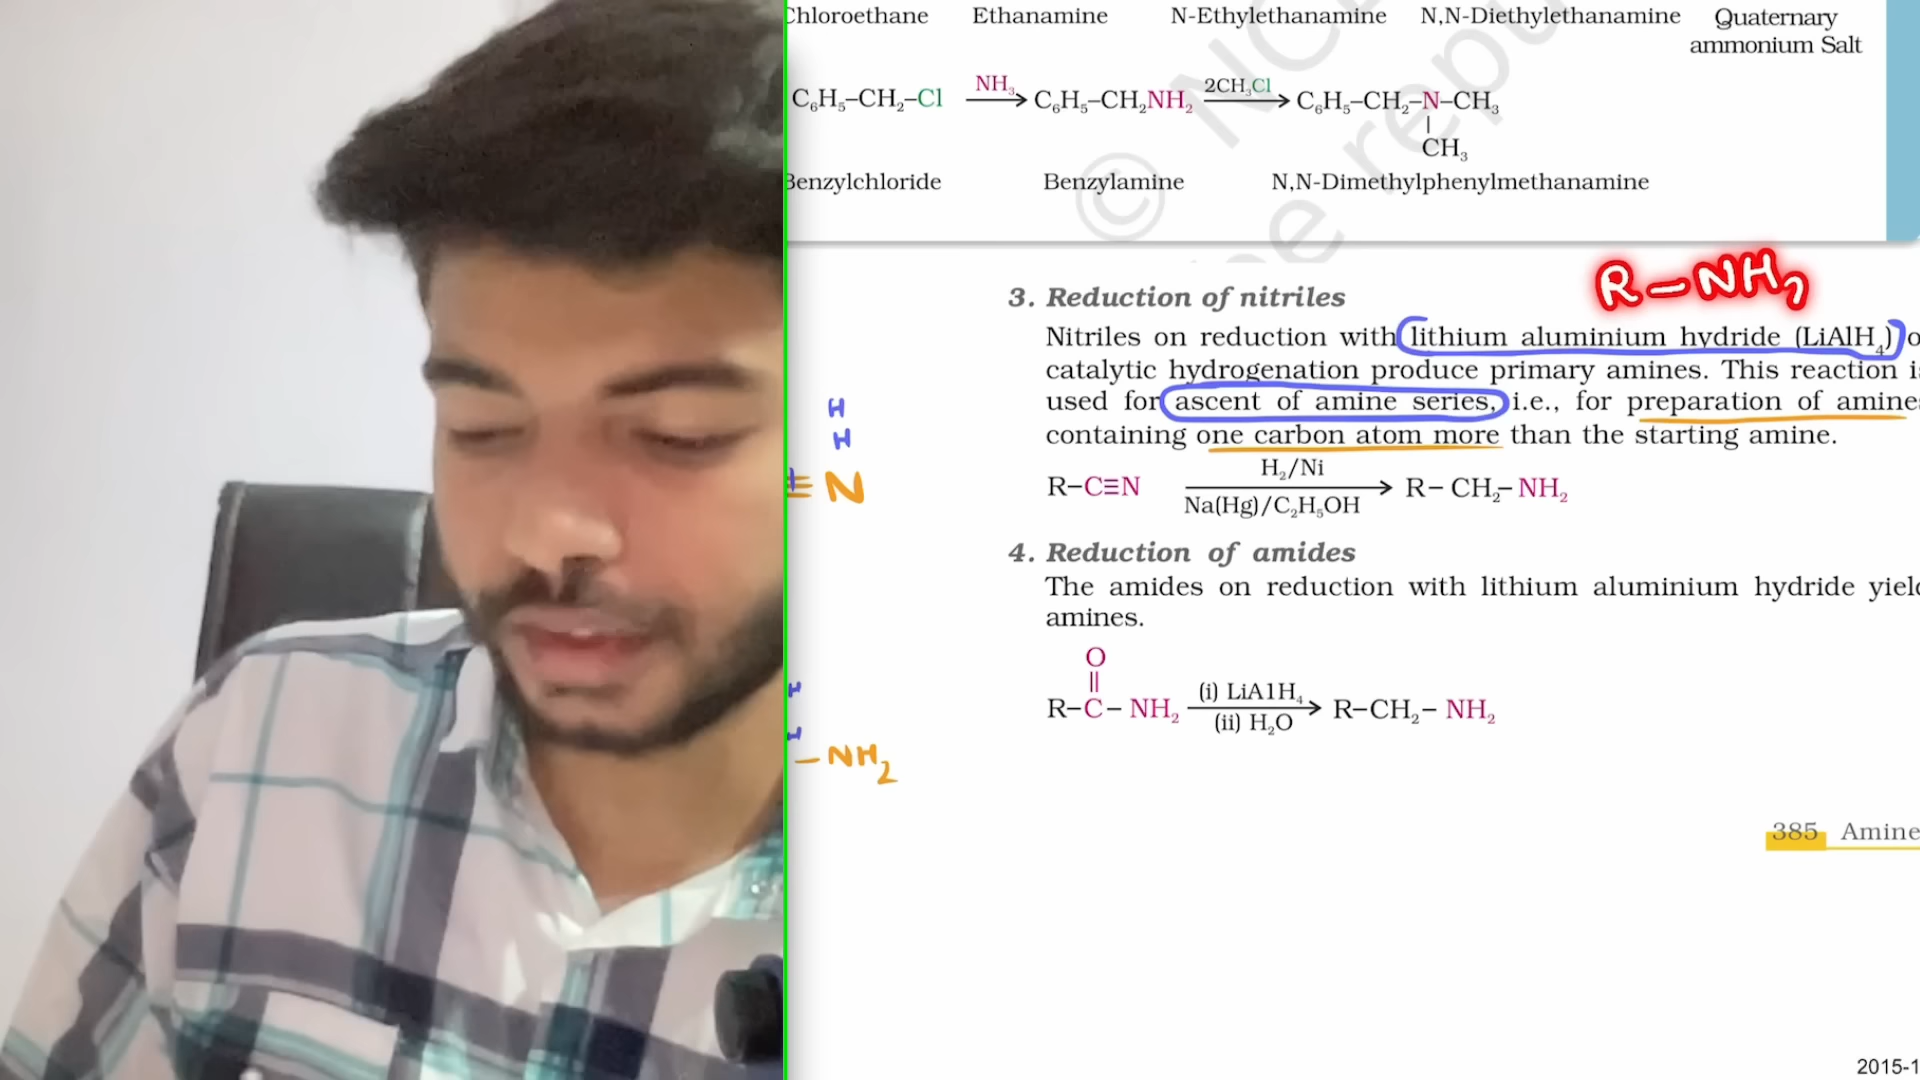 Chloroethane Ethanamine N-Ethylethanamine N,N-Diethylethanamine Quaternary
ammonium Salt
C₆H₅–CH₂–Cl NH₃ C₆H₅–CH₂NH₂ 2CH₃Cl C₆H₅–CH₂–N–CH₃
CH₃
Benzylchloride Benzylamine N,N-Dimethylphenylmethanamine
©
R–NH₂
3. Reduction of nitriles
Nitriles on reduction with lithium aluminium hydride (LiAlH₄) o
catalytic hydrogenation produce primary amines. This reaction is
used for ascent of amine series, i.e., for preparation of amine
containing one carbon atom more than the starting amine.
H
H
≡N
H₂/Ni
R–C≡N → R–CH₂–NH₂
Na(Hg)/C₂H₅OH
4. Reduction of amides
The amides on reduction with lithium aluminium hydride yield
amines.
O
||
(i) LiA1H₄
R–C–NH₂ → R–CH₂–NH₂
(ii) H₂O
H
H
–NH₂
385 Amine
2015-1